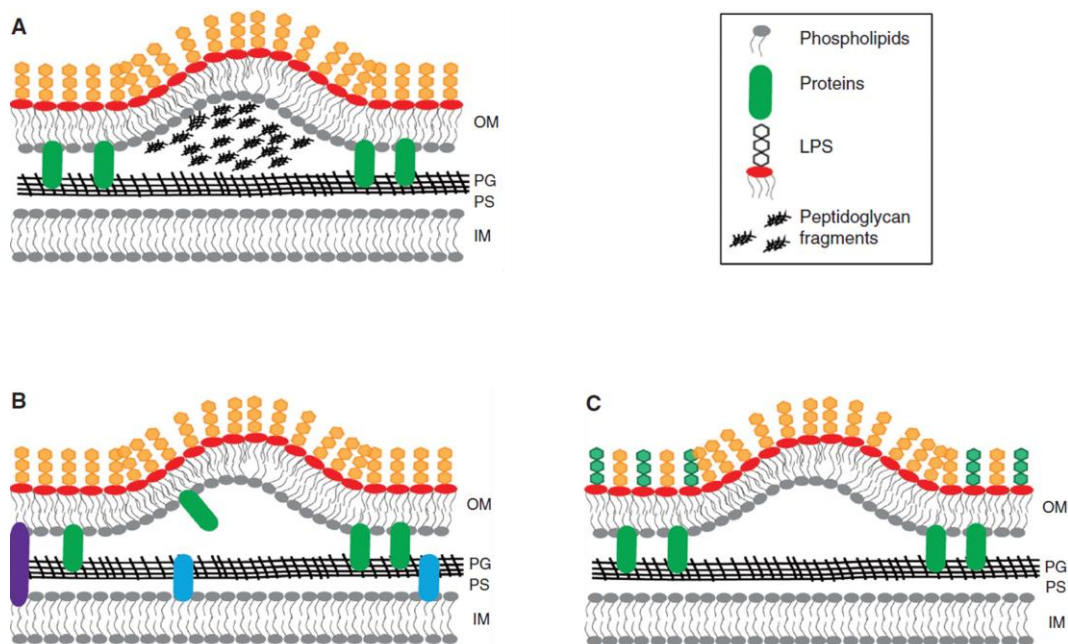 A
OM
PG
PS
IM
Phospholipids
Proteins
LPS
Peptidoglycan
fragments
B
OM
PG
PS
IM
C
OM
PG
PS
IM